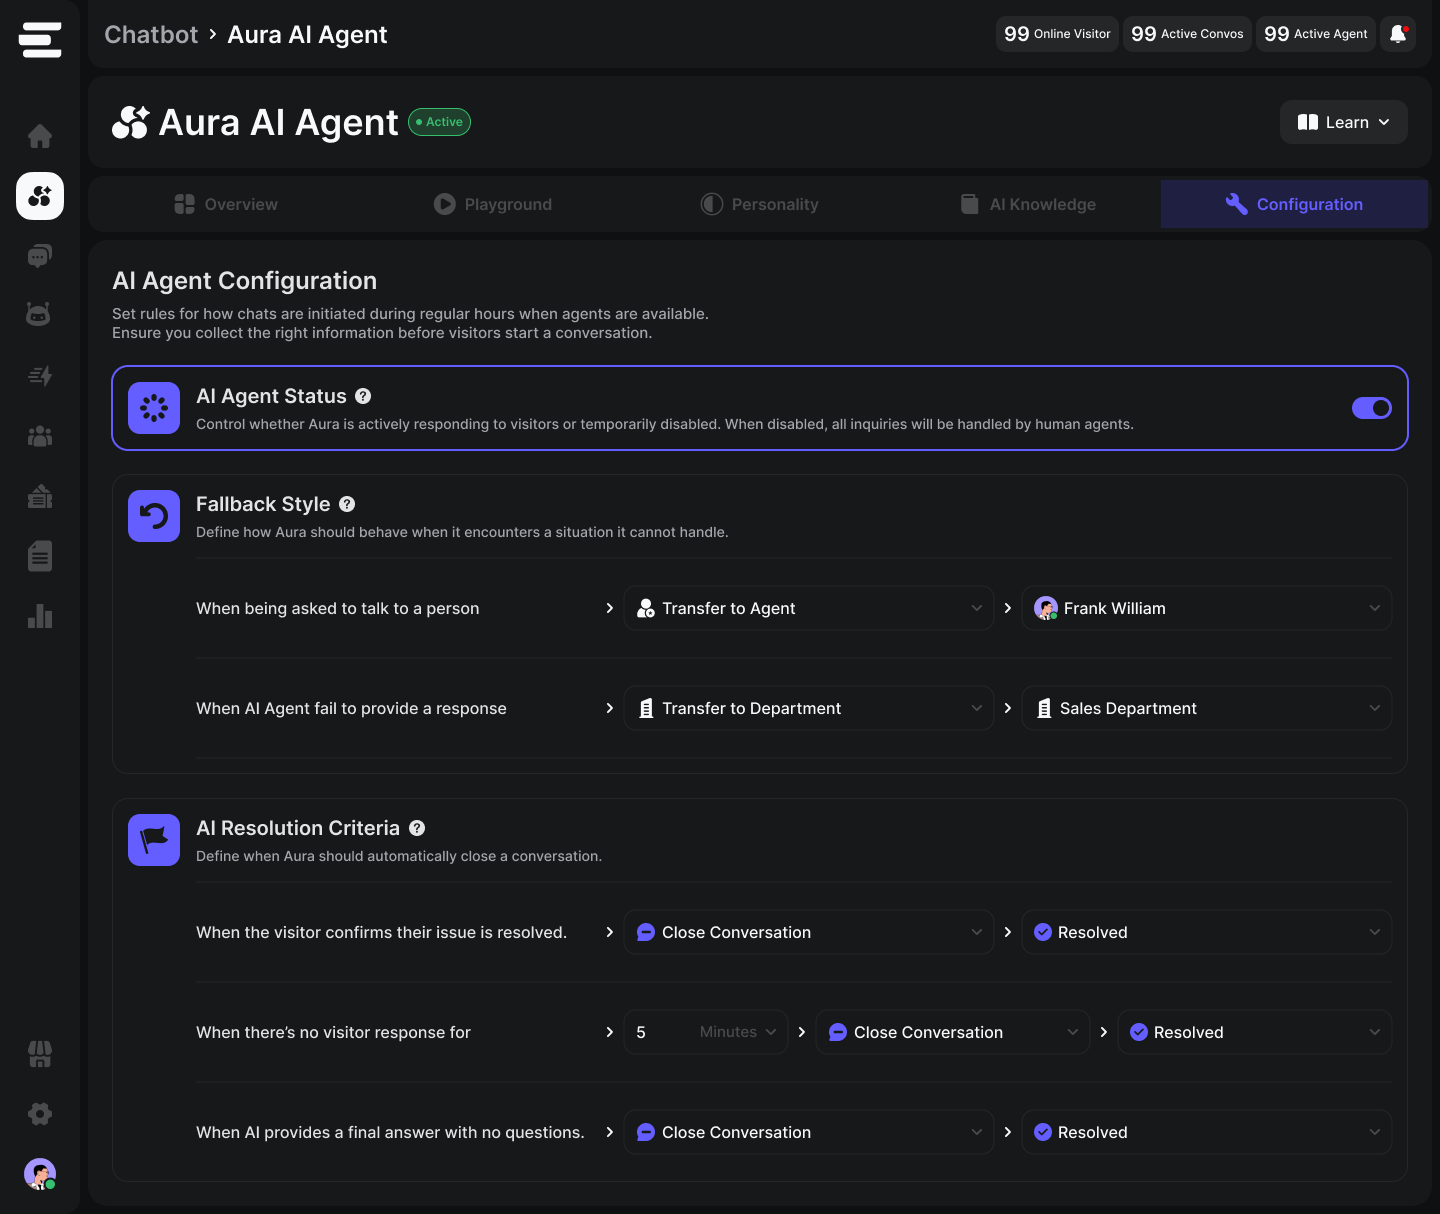 Chatbot > Aura AI Agent
99 Online Visitor
99 Active Convos
99 Active Agent
Aura AI Agent
Active
Learn
Overview
Playground
Personality
AI Knowledge
Configuration
AI Agent Configuration
Set rules for how chats are initiated during regular hours when agents are available.
Ensure you collect the right information before visitors start a conversation.
AI Agent Status ?
Control whether Aura is actively responding to visitors or temporarily disabled. When disabled, all inquiries will be handled by human agents.
Fallback Style ?
Define how Aura should behave when it encounters a situation it cannot handle.
When being asked to talk to a person
Transfer to Agent
Frank William
When AI Agent fail to provide a response
Transfer to Department
Sales Department
AI Resolution Criteria ?
Define when Aura should automatically close a conversation.
When the visitor confirms their issue is resolved.
Close Conversation
Resolved
When there’s no visitor response for
5 Minutes
Close Conversation
Resolved
When AI provides a final answer with no questions.
Close Conversation
Resolved